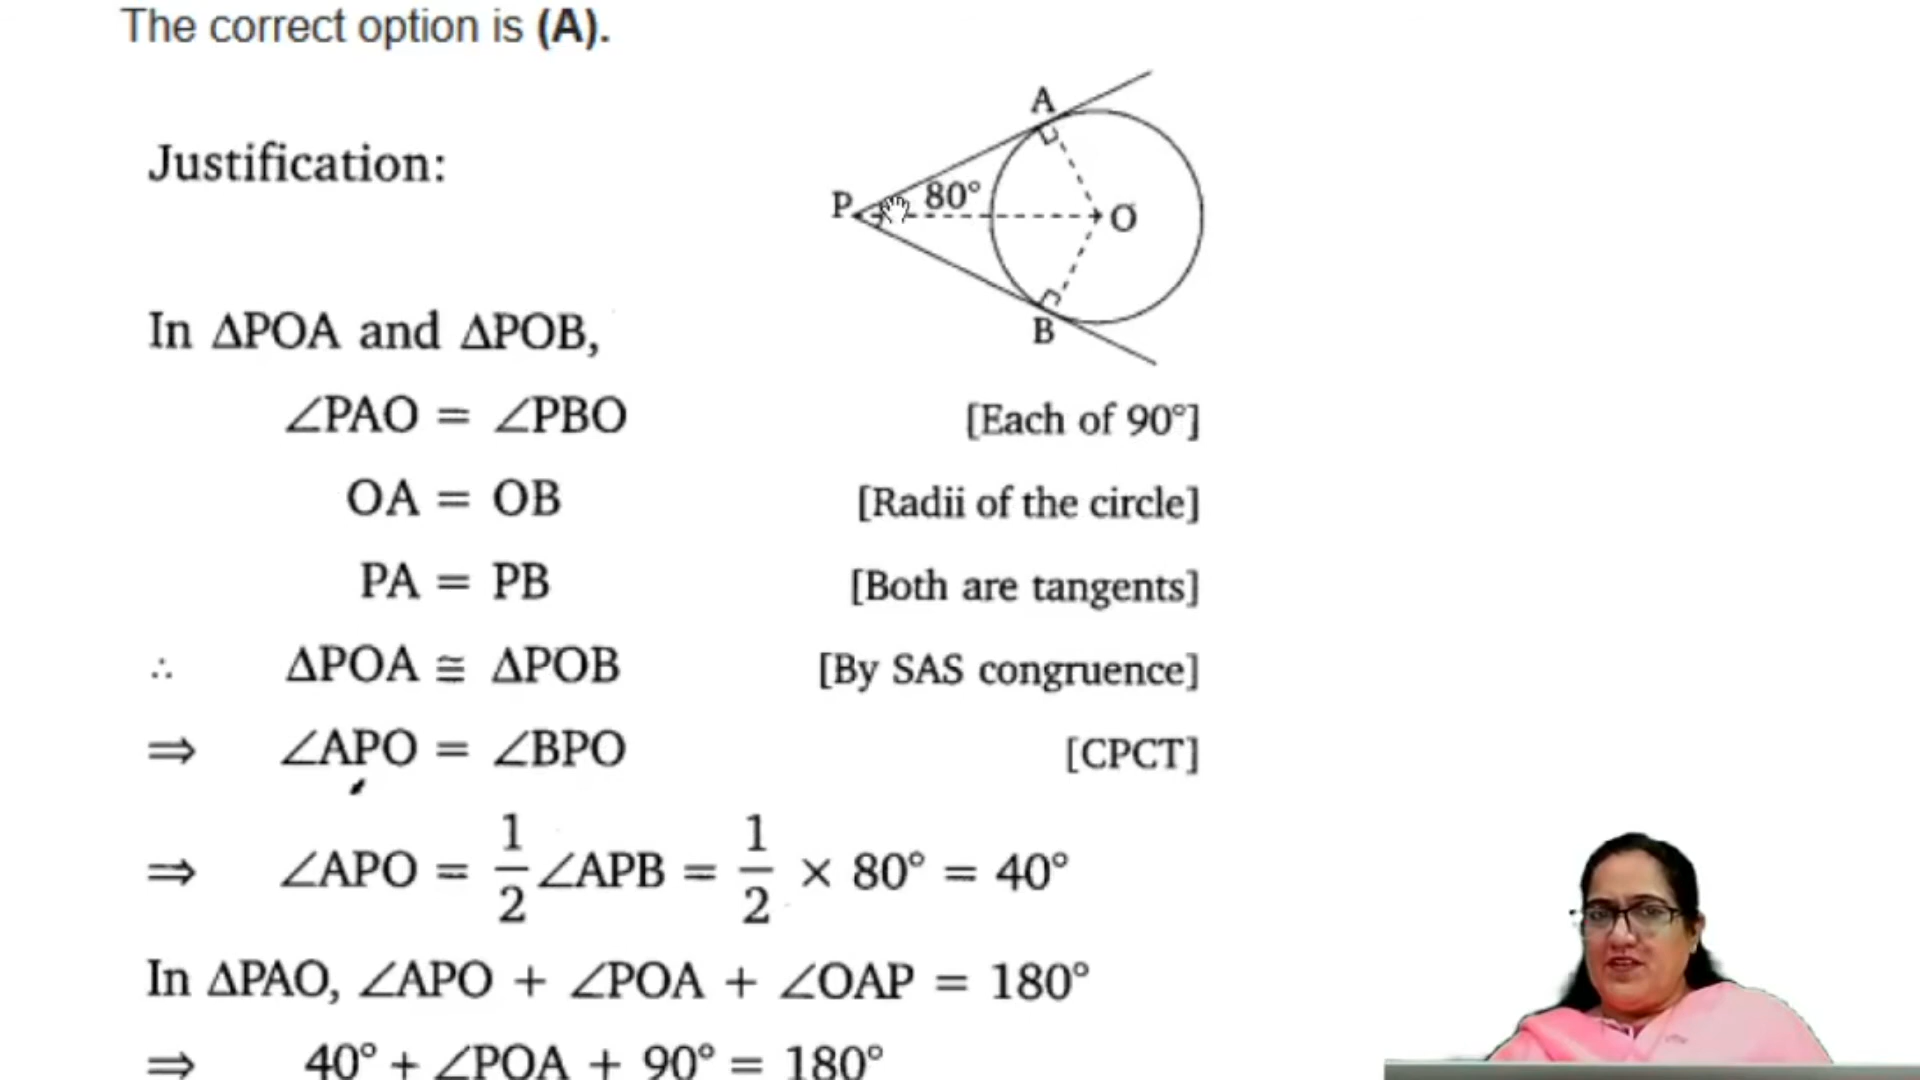 The correct option is (A).
Justification:
A
P 80° O
B
In ΔPOA and ΔPOB,
∠PAO = ∠PBO [Each of 90°]
OA = OB [Radii of the circle]
PA = PB [Both are tangents]
∴ ΔPOA ≅ ΔPOB [By SAS congruence]
⇒ ∠APO = ∠BPO [CPCT]
⇒ ∠APO = 1/2 ∠APB = 1/2 × 80° = 40°
In ΔPAO, ∠APO + ∠POA + ∠OAP = 180°
⇒ 40° + ∠POA + 90° = 180°